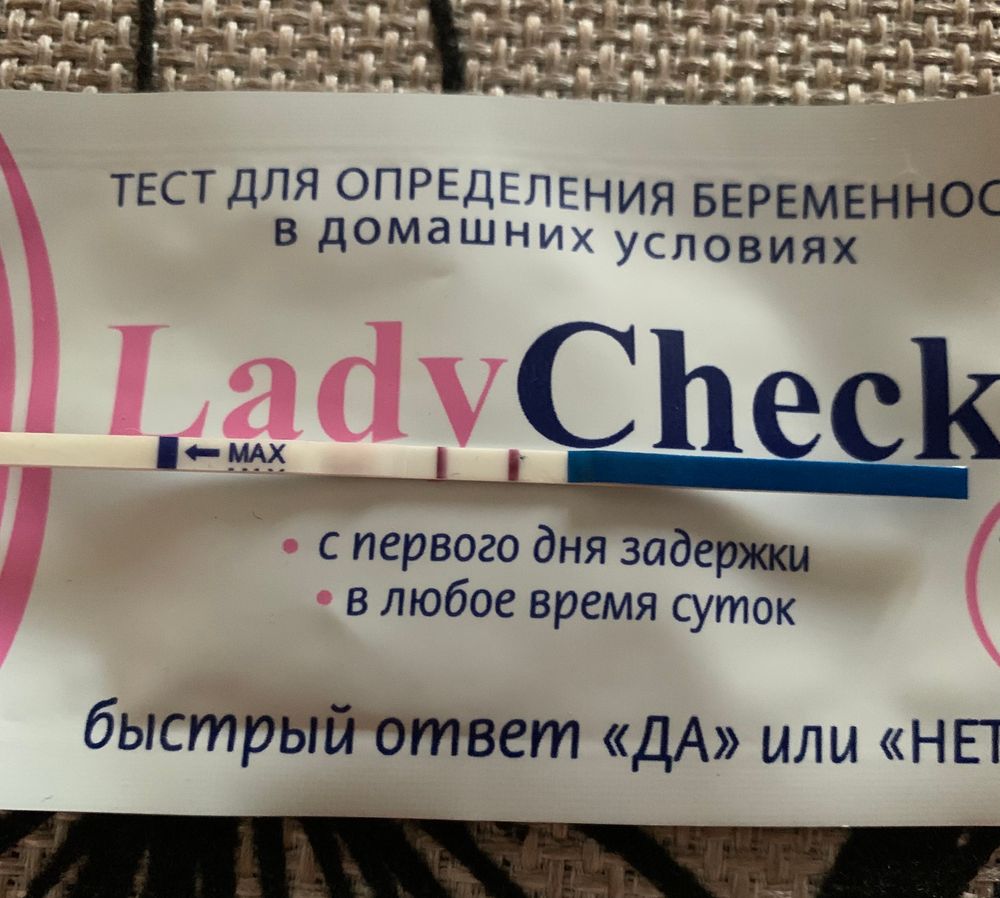 ТЕСТ ДЛЯ ОПРЕДЕЛЕНИЯ БЕРЕМЕННОС
в домашних условиях
LadyCheck
← MAX
• с первого дня задержки
• в любое время суток
быстрый ответ «ДА» или «НЕТ